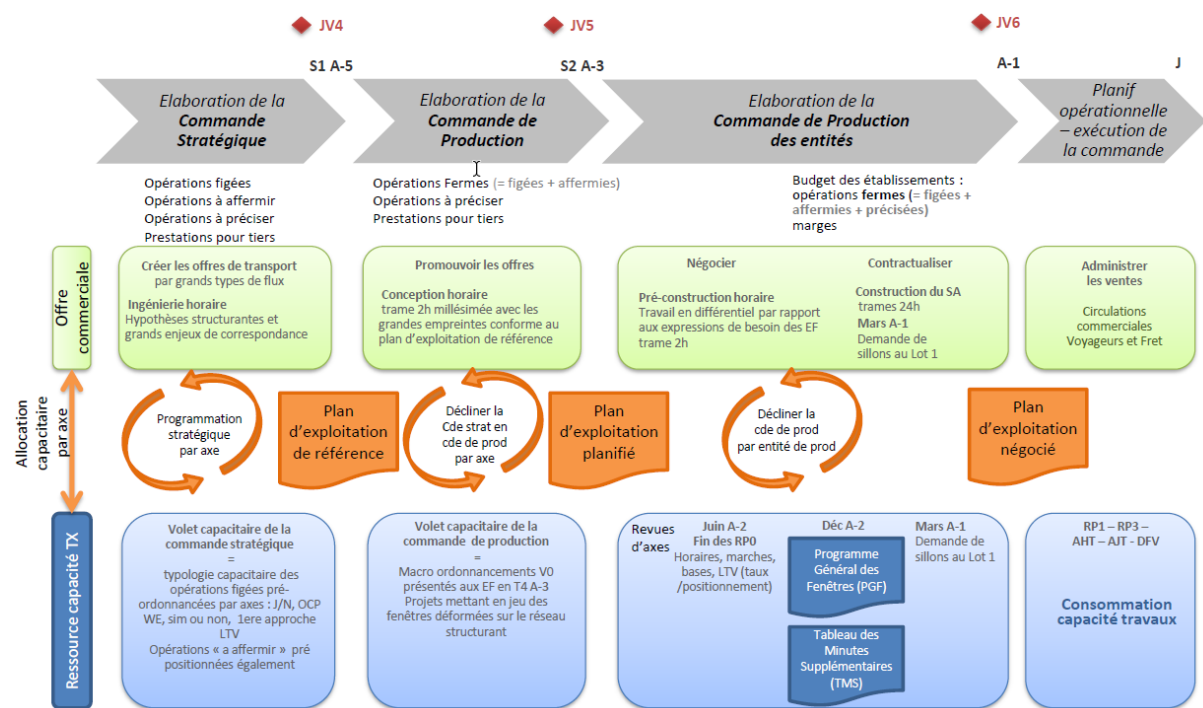 JV4
JV5
JV6
S1 A-5
S2 A-3
A-1
J
Elaboration de la
Commande
Stratégique
Elaboration de la
Commande de
Production
Elaboration de la
Commande de Production
des entités
Planif
opérationnelle
– exécution de
la commande
Opérations figées
Opérations à affermir
Opérations à préciser
Prestations pour tiers
Opérations Fermes (= figées + affermies)
Opérations à préciser
Prestations pour tiers
Budget des établissements :
opérations fermes (= figées +
affermies + précisées)
marges
Offre
commerciale
Créer les offres de transport
par grands types de flux
Ingénierie horaire
Hypothèses structurantes et
grands enjeux de correspondance
Promouvoir les offres
Conception horaire
trame 2h millésimée avec les
grandes empreintes conforme au
plan d'exploitation de référence
Négocier
Pré-construction horaire
Travail en différentiel par rapport
aux expressions de besoin des EF
trame 2h
Contractualiser
Construction du SA
trames 24h
Mars A-1
Demande de
sillons au Lot 1
Administrer
les ventes
Circulations
commerciales
Voyageurs et Fret
Allocation
capacitaire
par axe
Programmation
stratégique
par axe
Plan
d'exploitation
de référence
Décliner la
Cde strat en
cde de prod
par axe
Plan
d'exploitation
planifié
Décliner la
cde de prod
par entité de prod
Plan
d'exploitation
négocié
Ressource capacité TX
Volet capacitaire de la
commande stratégique
=
typologie capacitaire des
opérations figées pré-
ordonnancées par axes : J/N, OCP
WE, sim ou non, 1ere approche
LTV
Opérations « a affermir » pré
positionnées également
Volet capacitaire de la
commande de production
=
Macro ordonnancements V0
présentés aux EF en T4 A-3
Projets mettant en jeu des
fenêtres déformées sur le réseau
structurant
Revues
d'axes
Juin A-2
Fin des RP0
Horaires, marches,
bases, LTV (taux
/positionnement)
Déc A-2
Programme
Général des
Fenêtres (PGF)
Tableau des
Minutes
Supplémentaires
(TMS)
Mars A-1
Demande de
sillons au Lot 1
RP1 – RP3 –
AHT – AJT - DFV
Consommation
capacité travaux